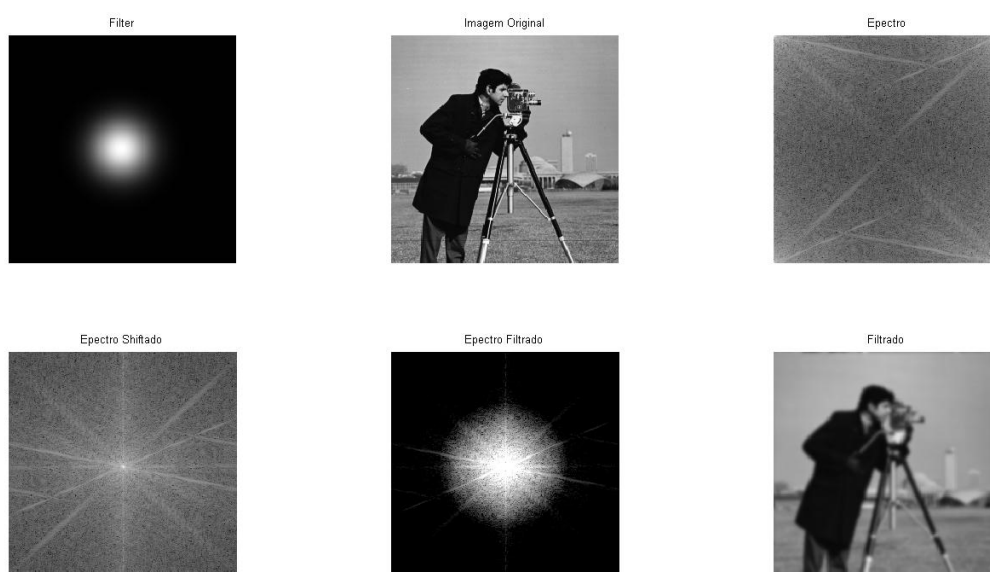 Filter
Imagem Original
Epectro
Epectro Shiftado
Epectro Filtrado
Filtrado